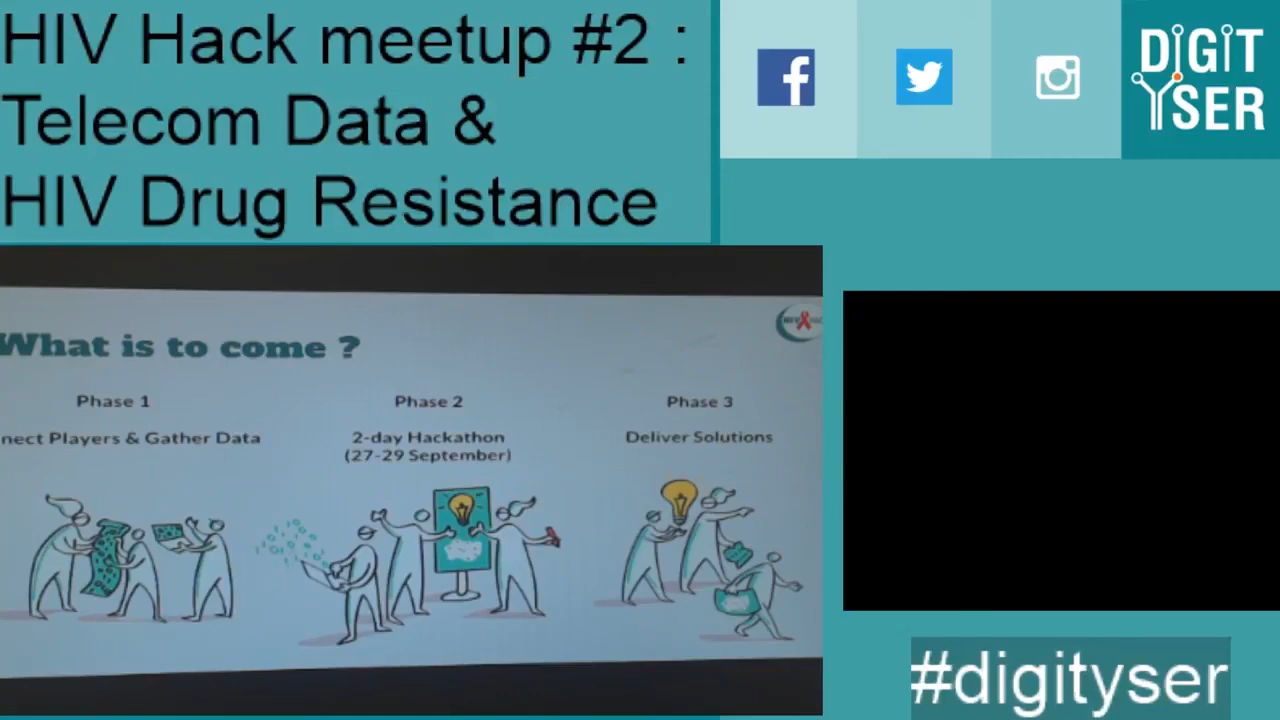 HIV Hack meetup #2 :
Telecom Data &
HIV Drug Resistance
DIGIT
YSER
What is to come ?
Phase 1
nect Players & Gather Data
Phase 2
2-day Hackathon
(27-29 September)
Phase 3
Deliver Solutions
#digityser